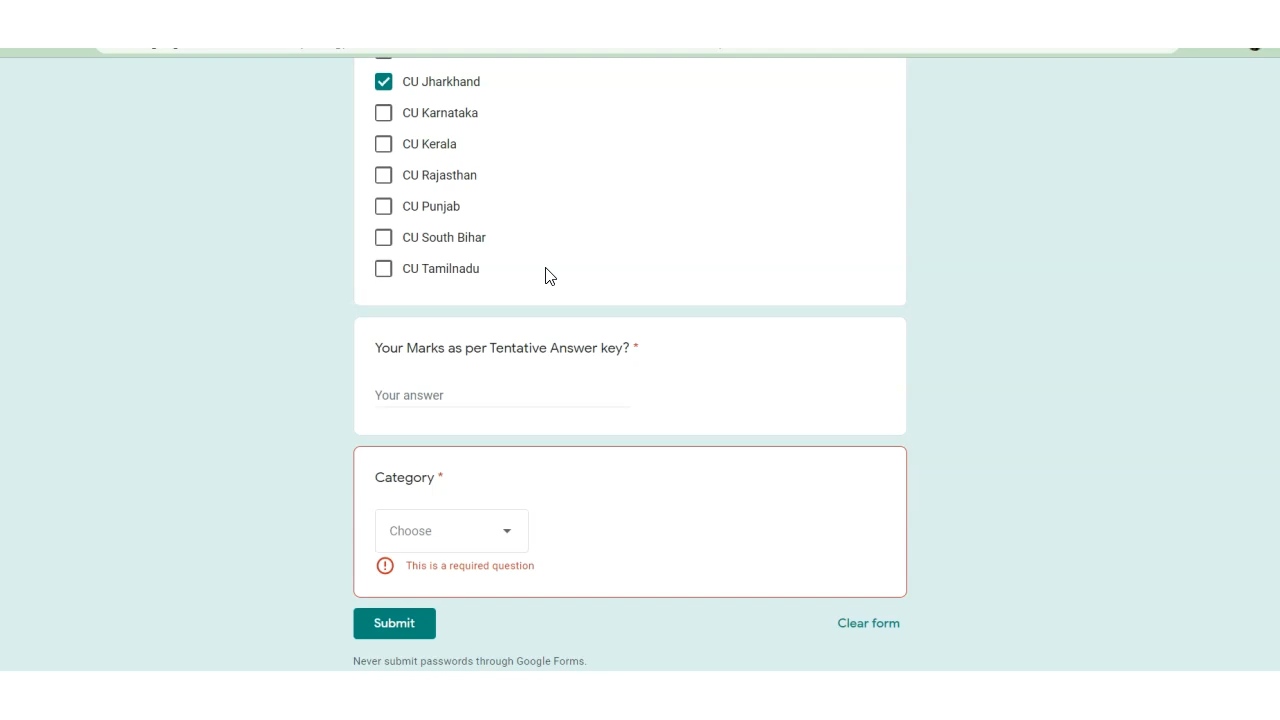 CU Jharkhand
CU Karnataka
CU Kerala
CU Rajasthan
CU Punjab
CU South Bihar
CU Tamilnadu
Your Marks as per Tentative Answer key? *
Your answer
Category *
Choose
This is a required question
Submit
Clear form
Never submit passwords through Google Forms.